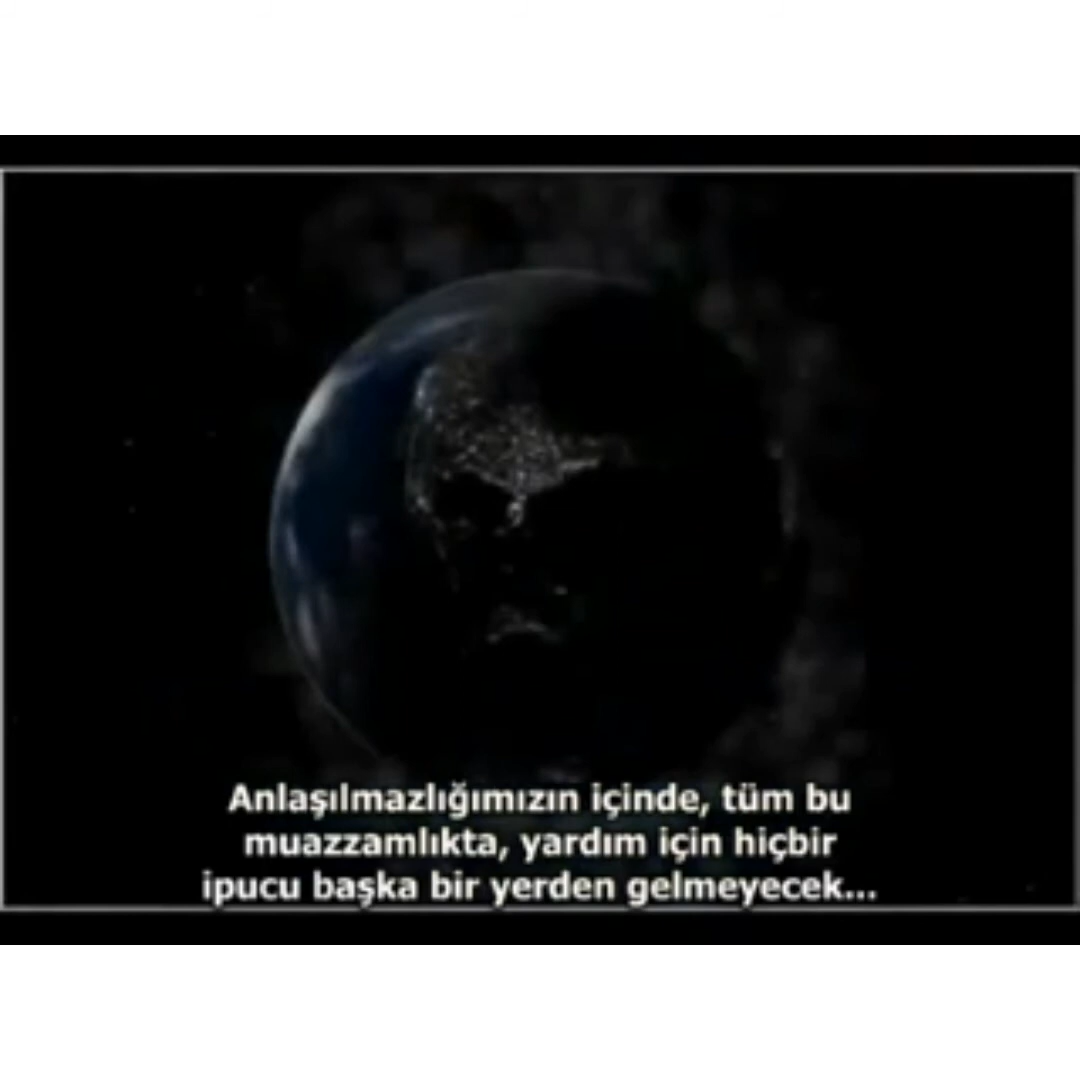 Anlaşılmazlığımızın içinde, tüm bu
muazzamlıkta, yardım için hiçbir
ipucu başka bir yerden gelmeyecek...